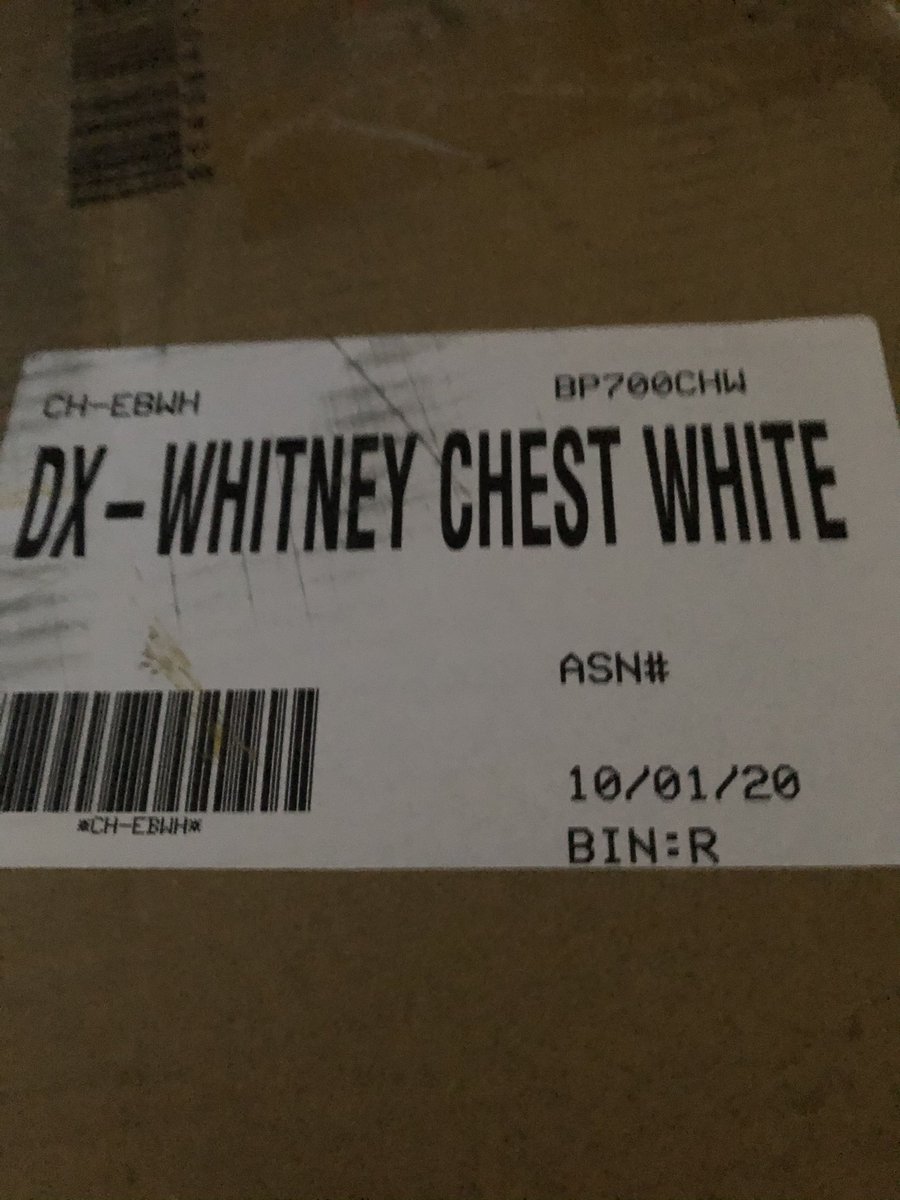 CH-EBWH BP700CHW
DX-WHITNEY CHEST WHITE
ASN#
10/01/20
*CH-EBWH*
BIN:R